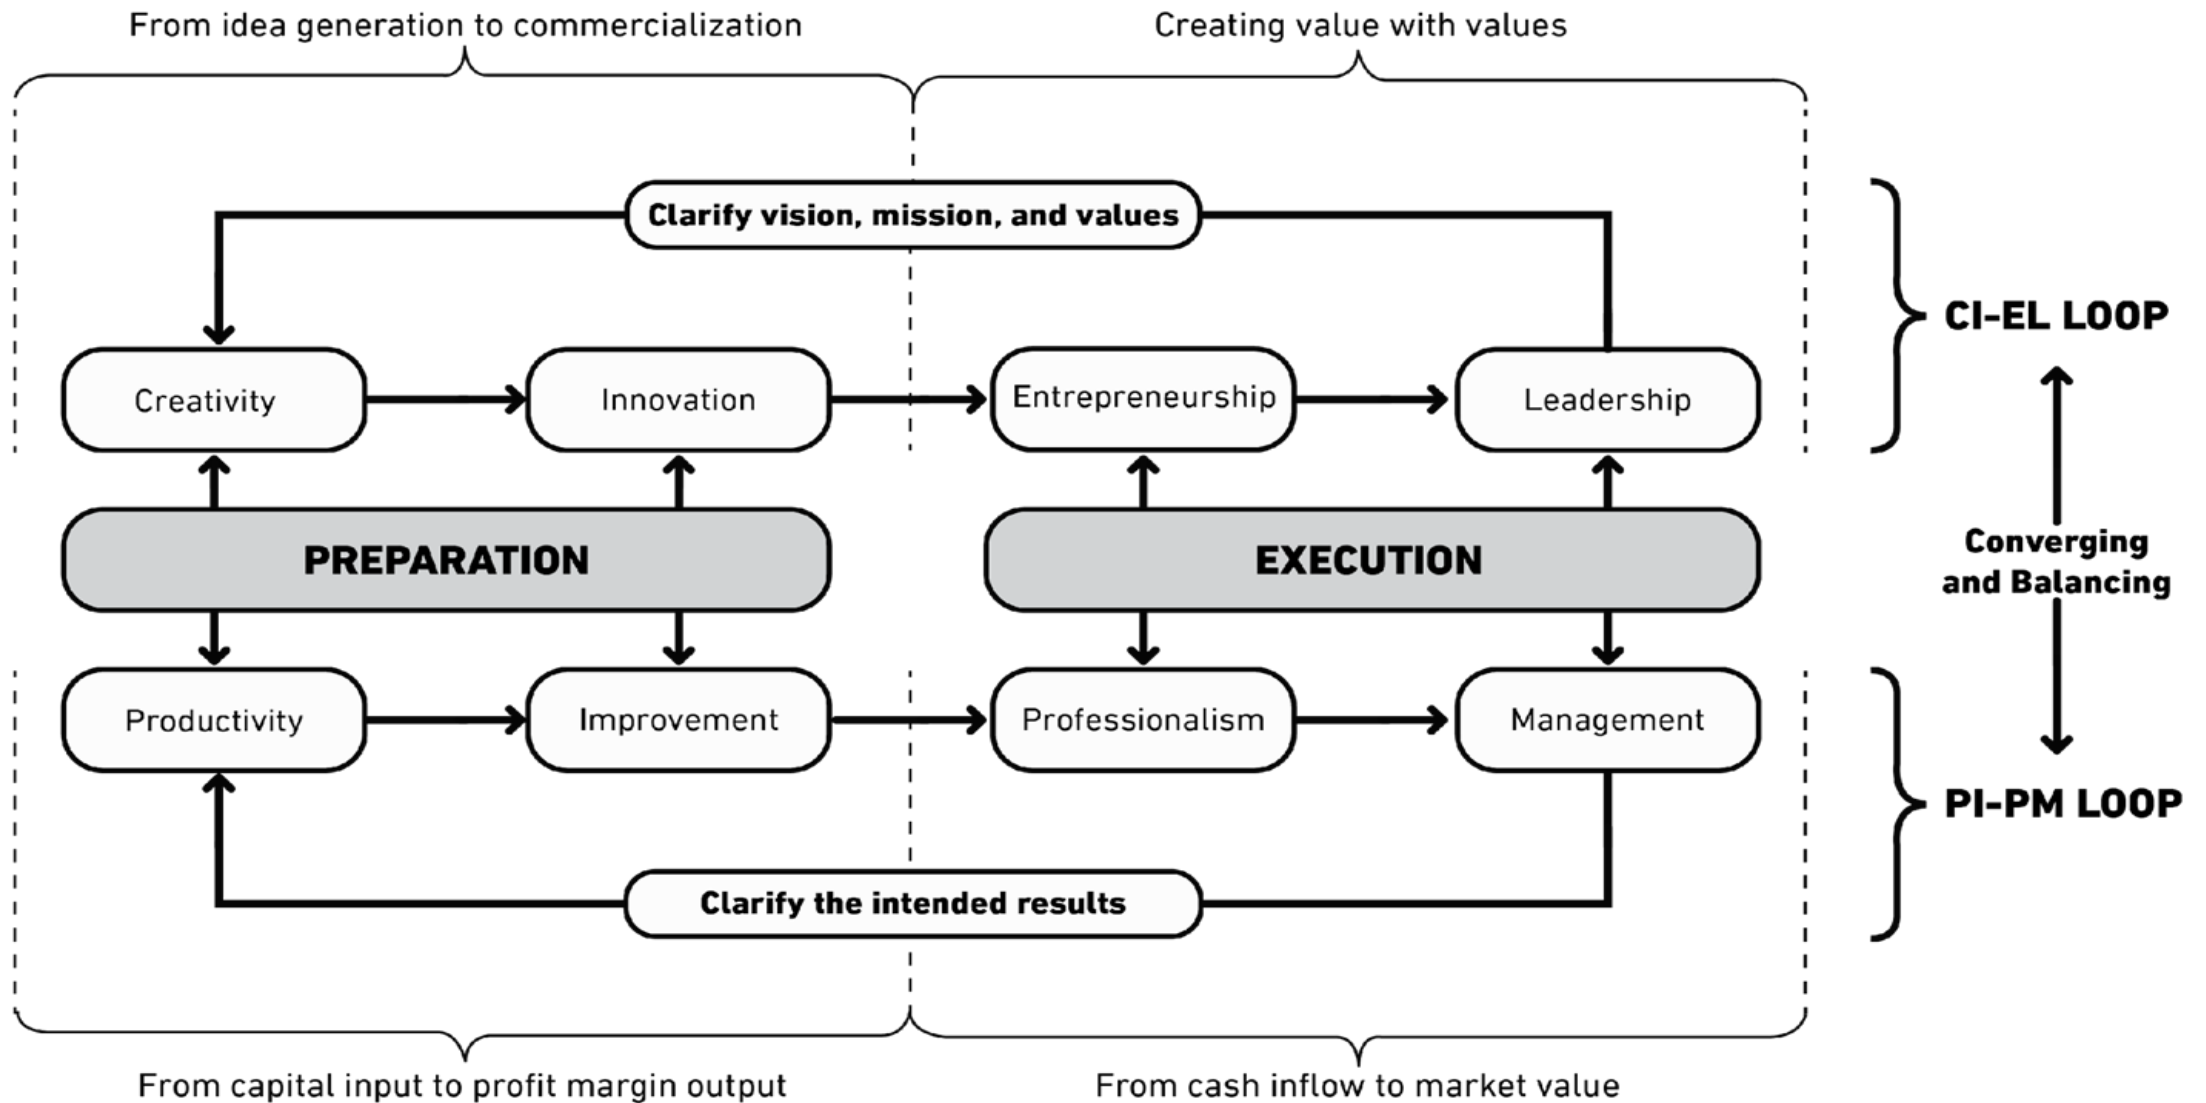 From idea generation to commercialization
Creating value with values
Clarify vision, mission, and values
CI-EL LOOP
Creativity
Innovation
Entrepreneurship
Leadership
PREPARATION
EXECUTION
Converging
and Balancing
Productivity
Improvement
Professionalism
Management
PI-PM LOOP
Clarify the intended results
From capital input to profit margin output
From cash inflow to market value